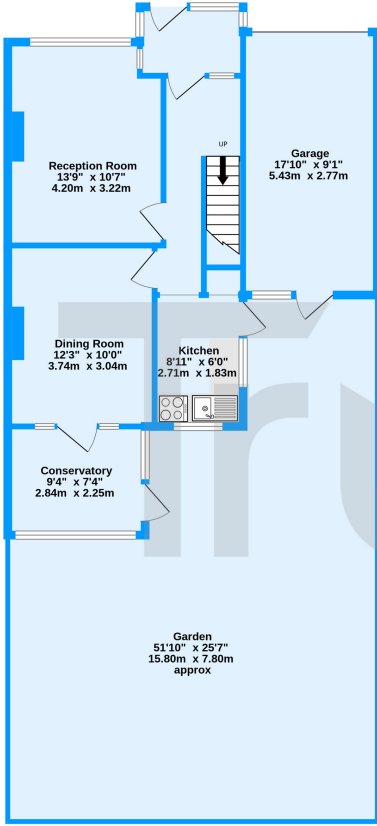 UP
Garage
17'10" x 9'1"
5.43m x 2.77m
Reception Room
13'9" x 10'7"
4.20m x 3.22m
Dining Room
12'3" x 10'0"
3.74m x 3.04m
Kitchen
8'11" x 6'0"
2.71m x 1.83m
Conservatory
9'4" x 7'4"
2.84m x 2.25m
Garden
51'10" x 25'7"
15.80m x 7.80m
approx